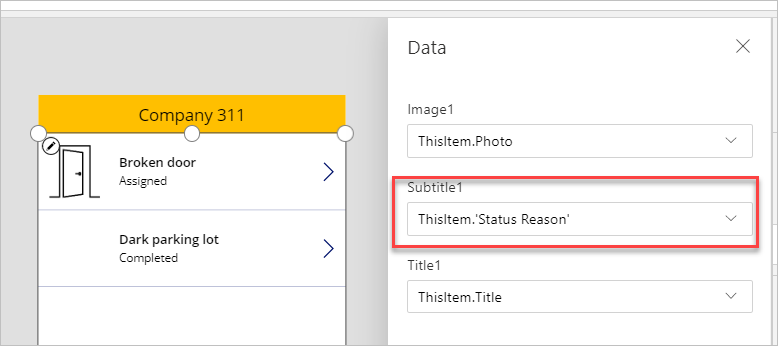 Company 311
Broken door
Assigned
Dark parking lot
Completed
Data
Image1
ThisItem.Photo
Subtitle1
ThisItem.'Status Reason'
Title1
ThisItem.Title